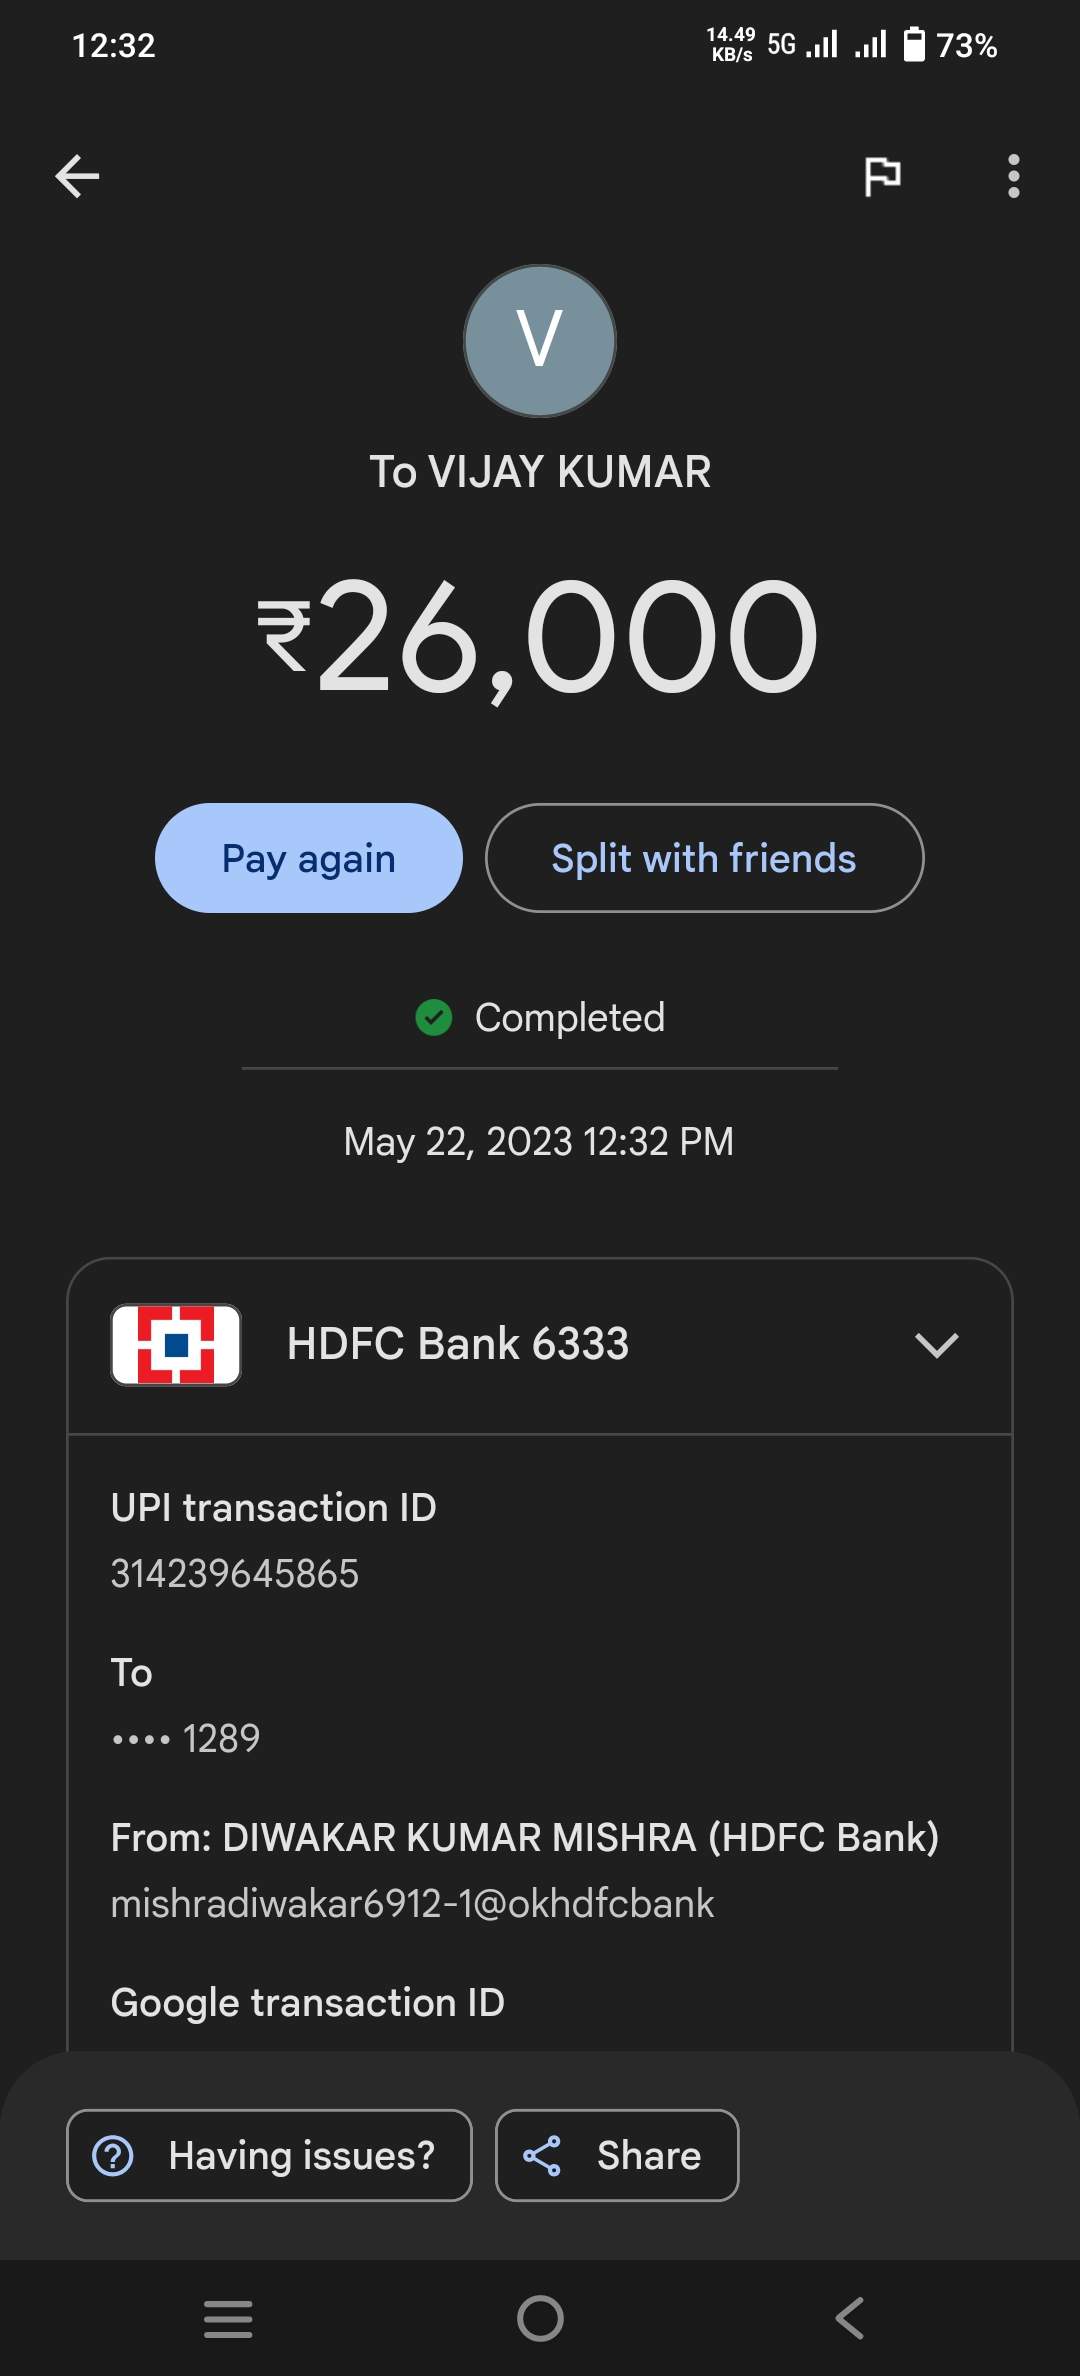 12:32
14.49 KB/s 5G 73%
V
To VIJAY KUMAR
₹26,000
Pay again
Split with friends
Completed
May 22, 2023 12:32 PM
HDFC Bank 6333
UPI transaction ID
314239645865
To
•••• 1289
From: DIWAKAR KUMAR MISHRA (HDFC Bank)
mishradiwakar6912-1@okhdfcbank
Google transaction ID
Having issues?
Share